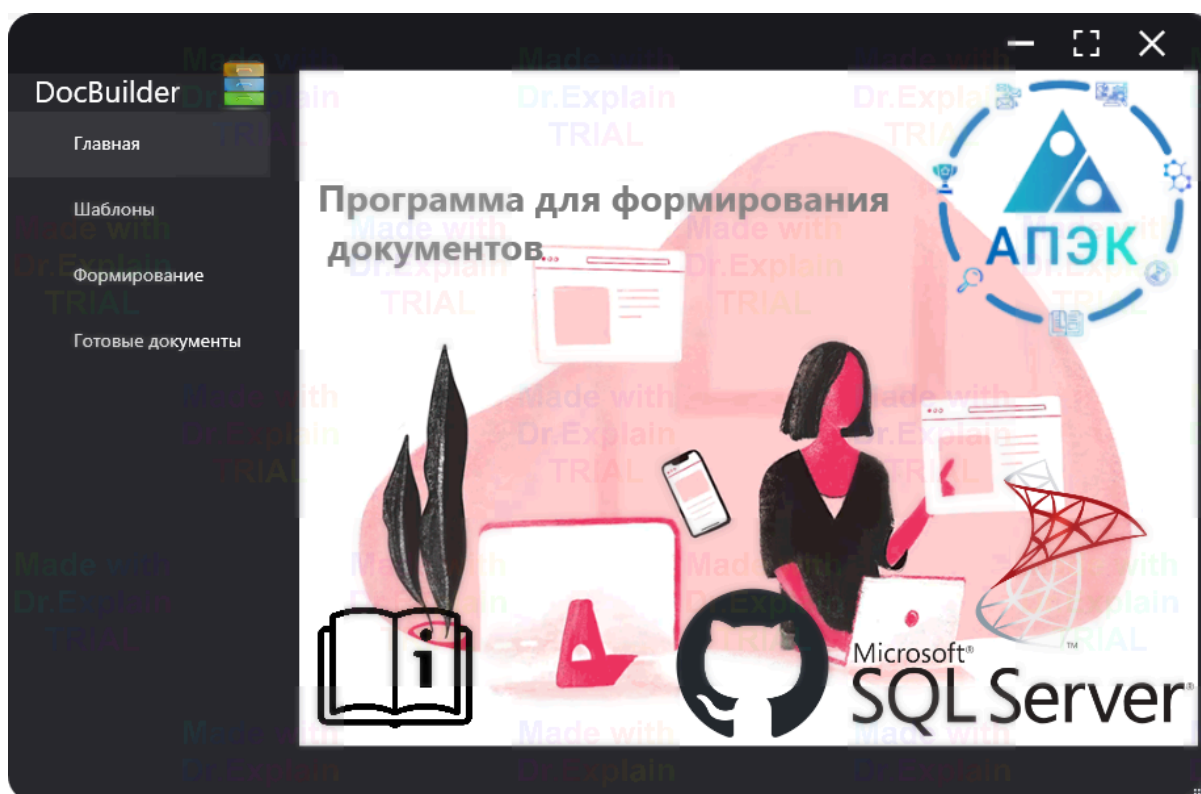 DocBuilder
Главная
Шаблоны
Формирование
Готовые документы
Программа для формирования
документов
АПЭК
i
Microsoft®
SQL Server®
TM
Made with
Dr.Explain
TRIAL